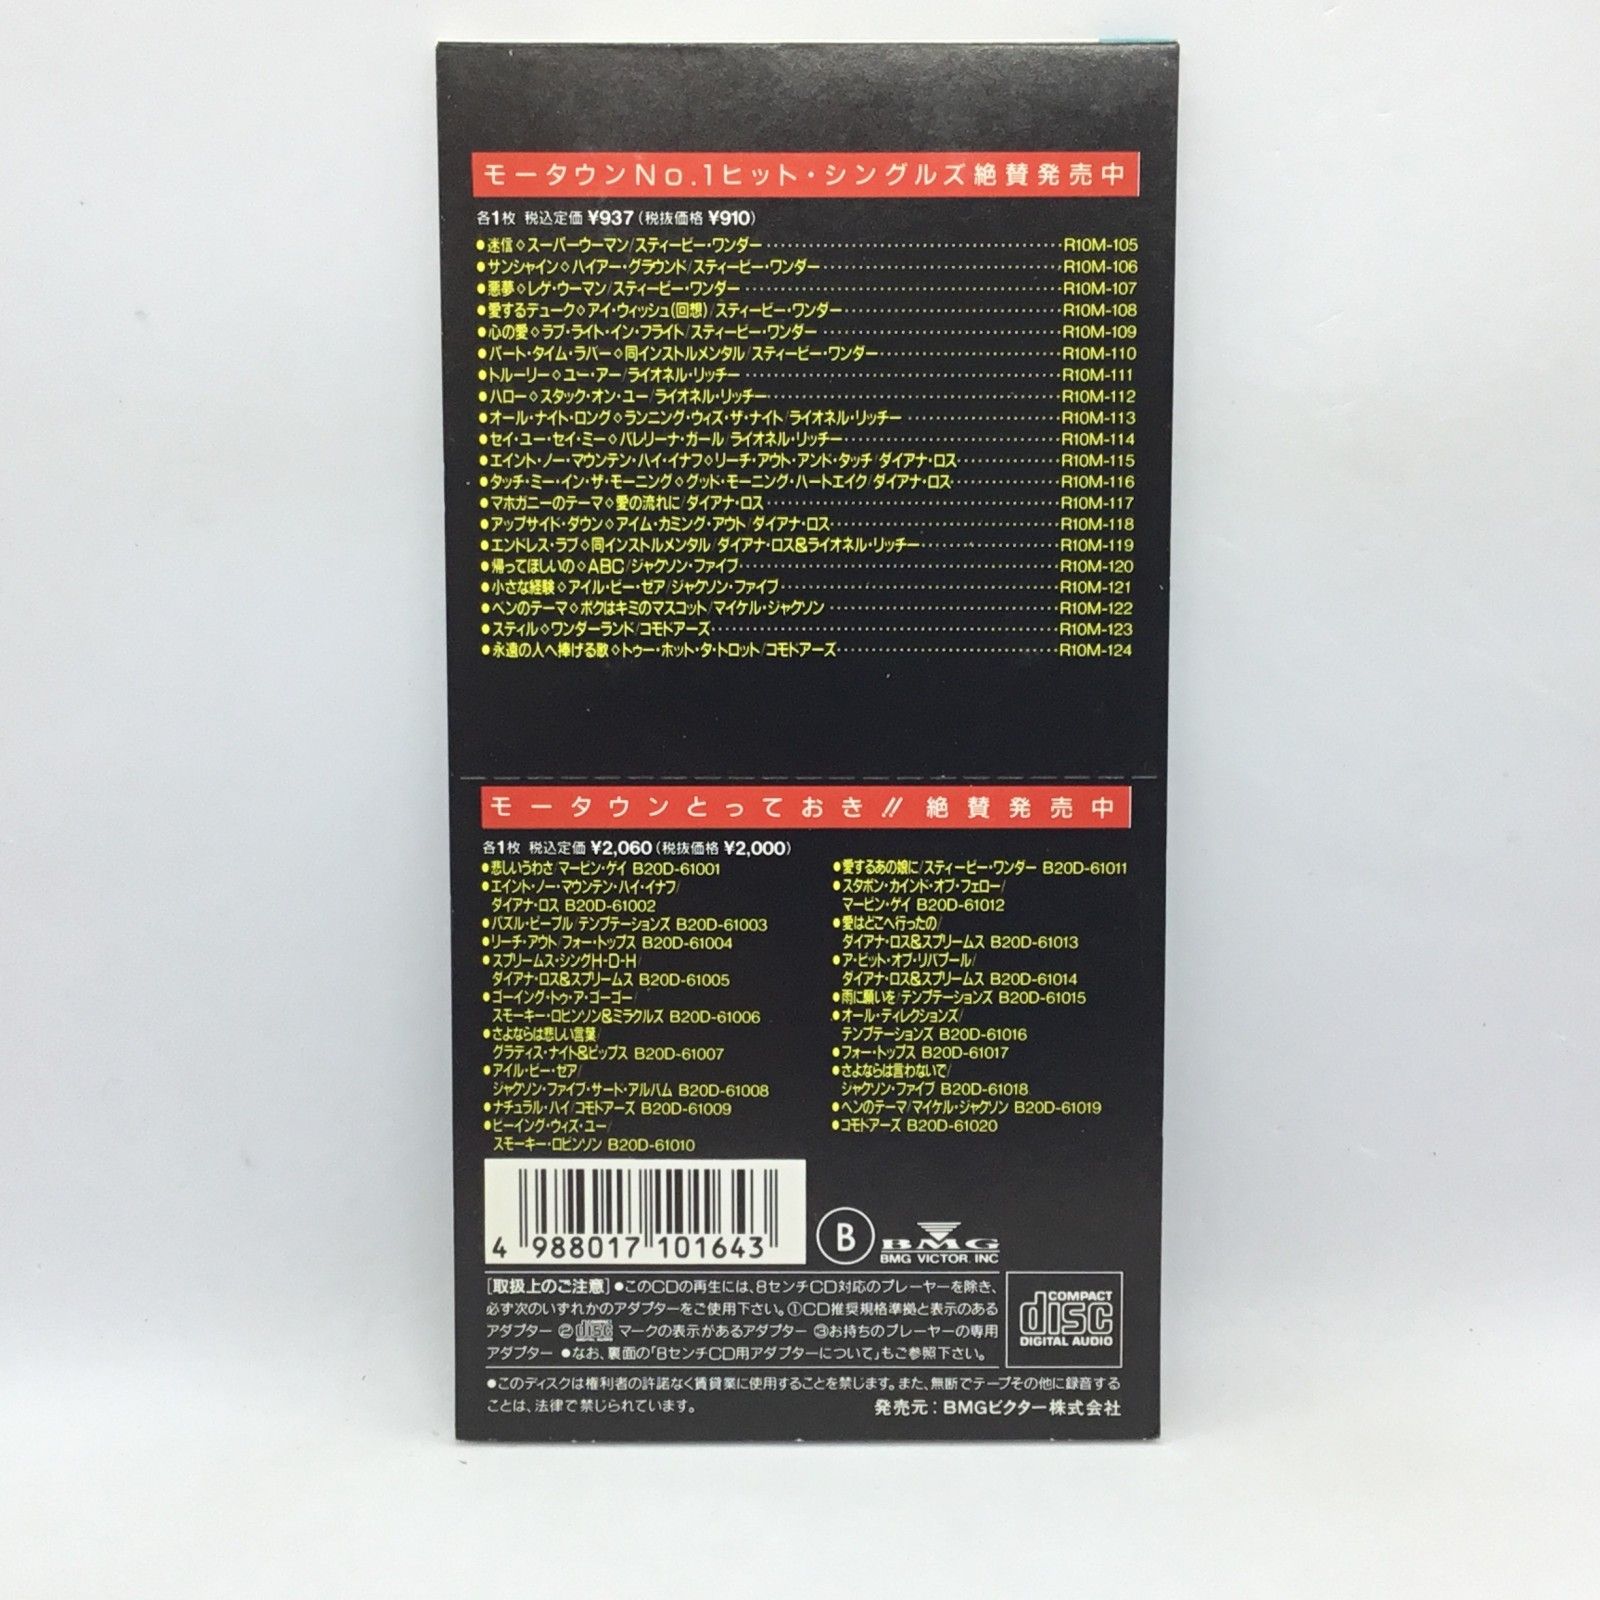 モータウンNo.1ヒット・シングルズ絶賛発売中
各1枚 税込定価 ¥937(税抜価格 ¥910)
●迷信◇スーパーウーマン/スティービー・ワンダー R10M-105
●サンシャイン◇ハイアー・グラウンド/スティービー・ワンダー R10M-106
●悪夢◇レゲ・ウーマン/スティービー・ワンダー R10M-107
●愛するデューク◇アイ・ウィッシュ(回想)/スティービー・ワンダー R10M-108
●心の愛◇ラブ・ライト・イン・フライト/スティービー・ワンダー R10M-109
●パート・タイム・ラバー◇同インストルメンタル/スティービー・ワンダー R10M-110
●トルーリー◇ユー・アー/ライオネル・リッチー R10M-111
●ハロー◇スタック・オン・ユー/ライオネル・リッチー R10M-112
●オール・ナイト・ロング◇ランニング・ウィズ・ザ・ナイト/ライオネル・リッチー R10M-113
●セイ・ユー・セイ・ミー◇バレリーナ・ガール/ライオネル・リッチー R10M-114
●エイント・ノー・マウンテン・ハイ・イナフ◇リーチ・アウト・アンド・タッチ/ダイアナ・ロス R10M-115
●タッチ・ミー・イン・ザ・モーニング◇グッド・モーニング・ハートエイク/ダイアナ・ロス R10M-116
●マホガニーのテーマ◇愛の流れに/ダイアナ・ロス R10M-117
●アップサイド・ダウン◇アイム・カミング・アウト/ダイアナ・ロス R10M-118
●エンドレス・ラブ◇同インストルメンタル/ダイアナ・ロス&ライオネル・リッチー R10M-119
●帰ってほしいの◇ABC/ジャクソン・ファイブ R10M-120
●小さな経験◇アイル・ビー・ゼア/ジャクソン・ファイブ R10M-121
●ベンのテーマ◇ボクはキミのマスコット/マイケル・ジャクソン R10M-122
●スティル◇ワンダーランド/コモドアーズ R10M-123
●永遠の人へ捧げる歌◇トゥー・ホット・タ・トロット/コモドアーズ R10M-124
モータウンとっておき!! 絶賛発売中
各1枚 税込定価 ¥2,060(税抜価格 ¥2,000)
●悲しいうわさ/マービン・ゲイ B20D-61001
●エイント・ノー・マウンテン・ハイ・イナフ/
ダイアナ・ロス B20D-61002
●パズル・ピープル/テンプテーションズ B20D-61003
●リーチ・アウト/フォー・トップス B20D-61004
●スプリームス・シングH-D-H/
ダイアナ・ロス&スプリームス B20D-61005
●ゴーイング・トゥ・ア・ゴーゴー/
スモーキー・ロビンソン&ミラクルズ B20D-61006
●さよならは悲しい言葉/
グラディス・ナイト&ピップス B20D-61007
●アイル・ビー・ゼア/
ジャクソン・ファイブ・サード・アルバム B20D-61008
●ナチュラル・ハイ/コモドアーズ B20D-61009
●ビーイング・ウィズ・ユー/
スモーキー・ロビンソン B20D-61010
●愛するあの娘に/スティービー・ワンダー B20D-61011
●スタボン・カインド・オブ・フェロー/
マービン・ゲイ B20D-61012
●愛はどこへ行ったの/
ダイアナ・ロス&スプリームス B20D-61013
●ア・ビット・オブ・リバプール/
ダイアナ・ロス&スプリームス B20D-61014
●雨に願いを/テンプテーションズ B20D-61015
●オール・ディレクションズ/
テンプテーションズ B20D-61016
●フォー・トップス B20D-61017
●さよならは言わないで/
ジャクソン・ファイブ B20D-61018
●ベンのテーマ/マイケル・ジャクソン B20D-61019
●コモドアーズ B20D-61020
4 988017 101643
B
BMG
BMG VICTOR, INC
[取扱上のご注意] ●このCDの再生には、8センチCD対応のプレーヤーを除き、
必ず次のいずれかのアダプターをご使用下さい。①CD推奨規格準拠と表示のある
アダプター ②disc マークの表示があるアダプター ③お持ちのプレーヤーの専用
アダプター ●なお、裏面の「8センチCD用アダプターについて」もご参照下さい。
COMPACT
disc
DIGITAL AUDIO
●このディスクは権利者の許諾なく賃貸業に使用することを禁じます。また、無断でテープその他に録音する
ことは、法律で禁じられています。
発売元：BMGビクター株式会社